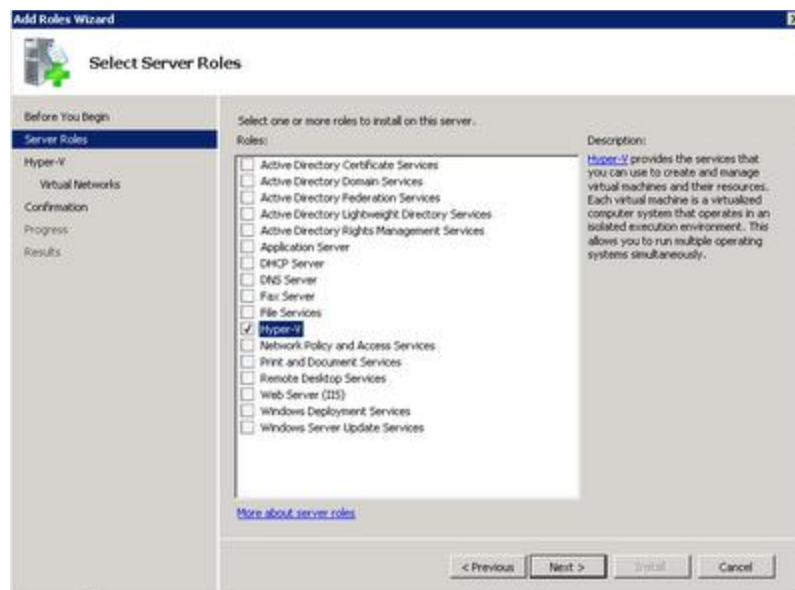 Add Roles Wizard
Select Server Roles
Before You Begin
Server Roles
Hyper-V
Virtual Networks
Confirmation
Progress
Results
Select one or more roles to install on this server.
Roles:
Active Directory Certificate Services
Active Directory Domain Services
Active Directory Federation Services
Active Directory Lightweight Directory Services
Active Directory Rights Management Services
Application Server
DHCP Server
DNS Server
Fax Server
File Services
Hyper-V
Network Policy and Access Services
Print and Document Services
Remote Desktop Services
Web Server (IIS)
Windows Deployment Services
Windows Server Update Services
More about server roles
Description:
Hyper-V provides the services that
you can use to create and manage
virtual machines and their resources.
Each virtual machine is a virtualized
computer system that operates in an
isolated execution environment. This
allows you to run multiple operating
systems simultaneously.
< Previous
Next >
Install
Cancel